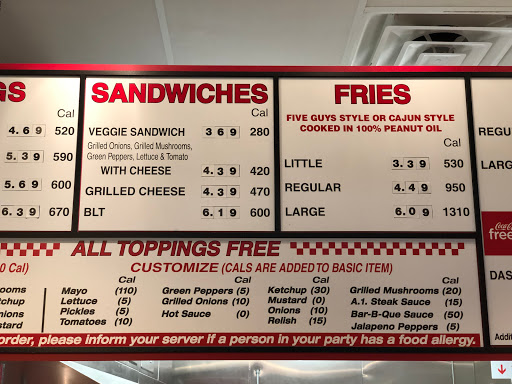 GS
Cal
4.69 520
5.39 590
5.69 600
6.39 670
SANDWICHES
Cal
VEGGIE SANDWICH 3 6 9 280
Grilled Onions, Grilled Mushrooms,
Green Peppers, Lettuce & Tomato
WITH CHEESE 4.39 420
GRILLED CHEESE 4.39 470
BLT 6.19 600
FRIES
FIVE GUYS STYLE OR CAJUN STYLE
COOKED IN 100% PEANUT OIL
Cal
LITTLE 3.39 530
REGULAR 4.49 950
LARGE 6.09 1310
REGU
LARG
Coca-Cola
free
DAS
Additi
ALL TOPPINGS FREE
0 Cal)
CUSTOMIZE (CALS ARE ADDED TO BASIC ITEM)
ooms
tchup
ions
stard
Cal
Mayo (110)
Lettuce (5)
Pickles (5)
Tomatoes (10)
Cal
Green Peppers (5)
Grilled Onions (10)
Hot Sauce (0)
Cal
Ketchup (30)
Mustard (0)
Onions (10)
Relish (15)
Cal
Grilled Mushrooms (20)
A.1. Steak Sauce (15)
Bar-B-Que Sauce (50)
Jalapeno Peppers (5)
order, please inform your server if a person in your party has a food allergy.